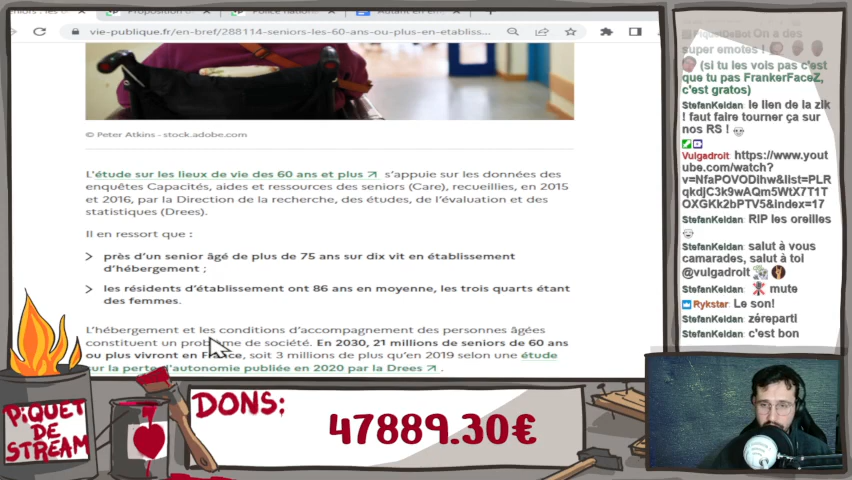 vie-publique.fr/en-bref/288114-seniors-les-60-ans-ou-plus-en-etabliss...
© Peter Atkins - stock.adobe.com
L'étude sur les lieux de vie des 60 ans et plus s'appuie sur les données des
enquêtes Capacités, aides et ressources des seniors (Care), recueillies, en 2015
et 2016, par la Direction de la recherche, des études, de l'évaluation et des
statistiques (Drees).
Il en ressort que :
près d'un senior âgé de plus de 75 ans sur dix vit en établissement
d'hébergement ;
les résidents d'établissement ont 86 ans en moyenne, les trois quarts étant
des femmes.
L'hébergement et les conditions d'accompagnement des personnes âgées
constituent un problème de société. En 2030, 21 millions de seniors de 60 ans
ou plus vivront en France, soit 3 millions de plus qu'en 2019 selon une étude
sur la perte d'autonomie publiée en 2020 par la Drees .
PiquetDeBot On a des
super emotes !
(si tu les vois pas c'est
que tu pas FrankerFaceZ,
c'est gratos)
StefanKeldan le lien de la zik
! faut faire tourner ça sur
nos RS !
Vulgadroit https://www.yout
ube.com/watch?
v=NfaPOVODihw&list=PLR
qkdjC3k9wAQm5WtX7T1T
OXGKk2bPTV5&index=17
StefanKeldan RIP les oreilles
StefanKeldan salut à vous
camarades, salut à toi
@vulgadroit
StefanKeldan mute
Rykstar Le son!
StefanKeldan zéreparti
StefanKeldan c'est bon
PIQUET
DE
STREAM
DONS:
47889.30€